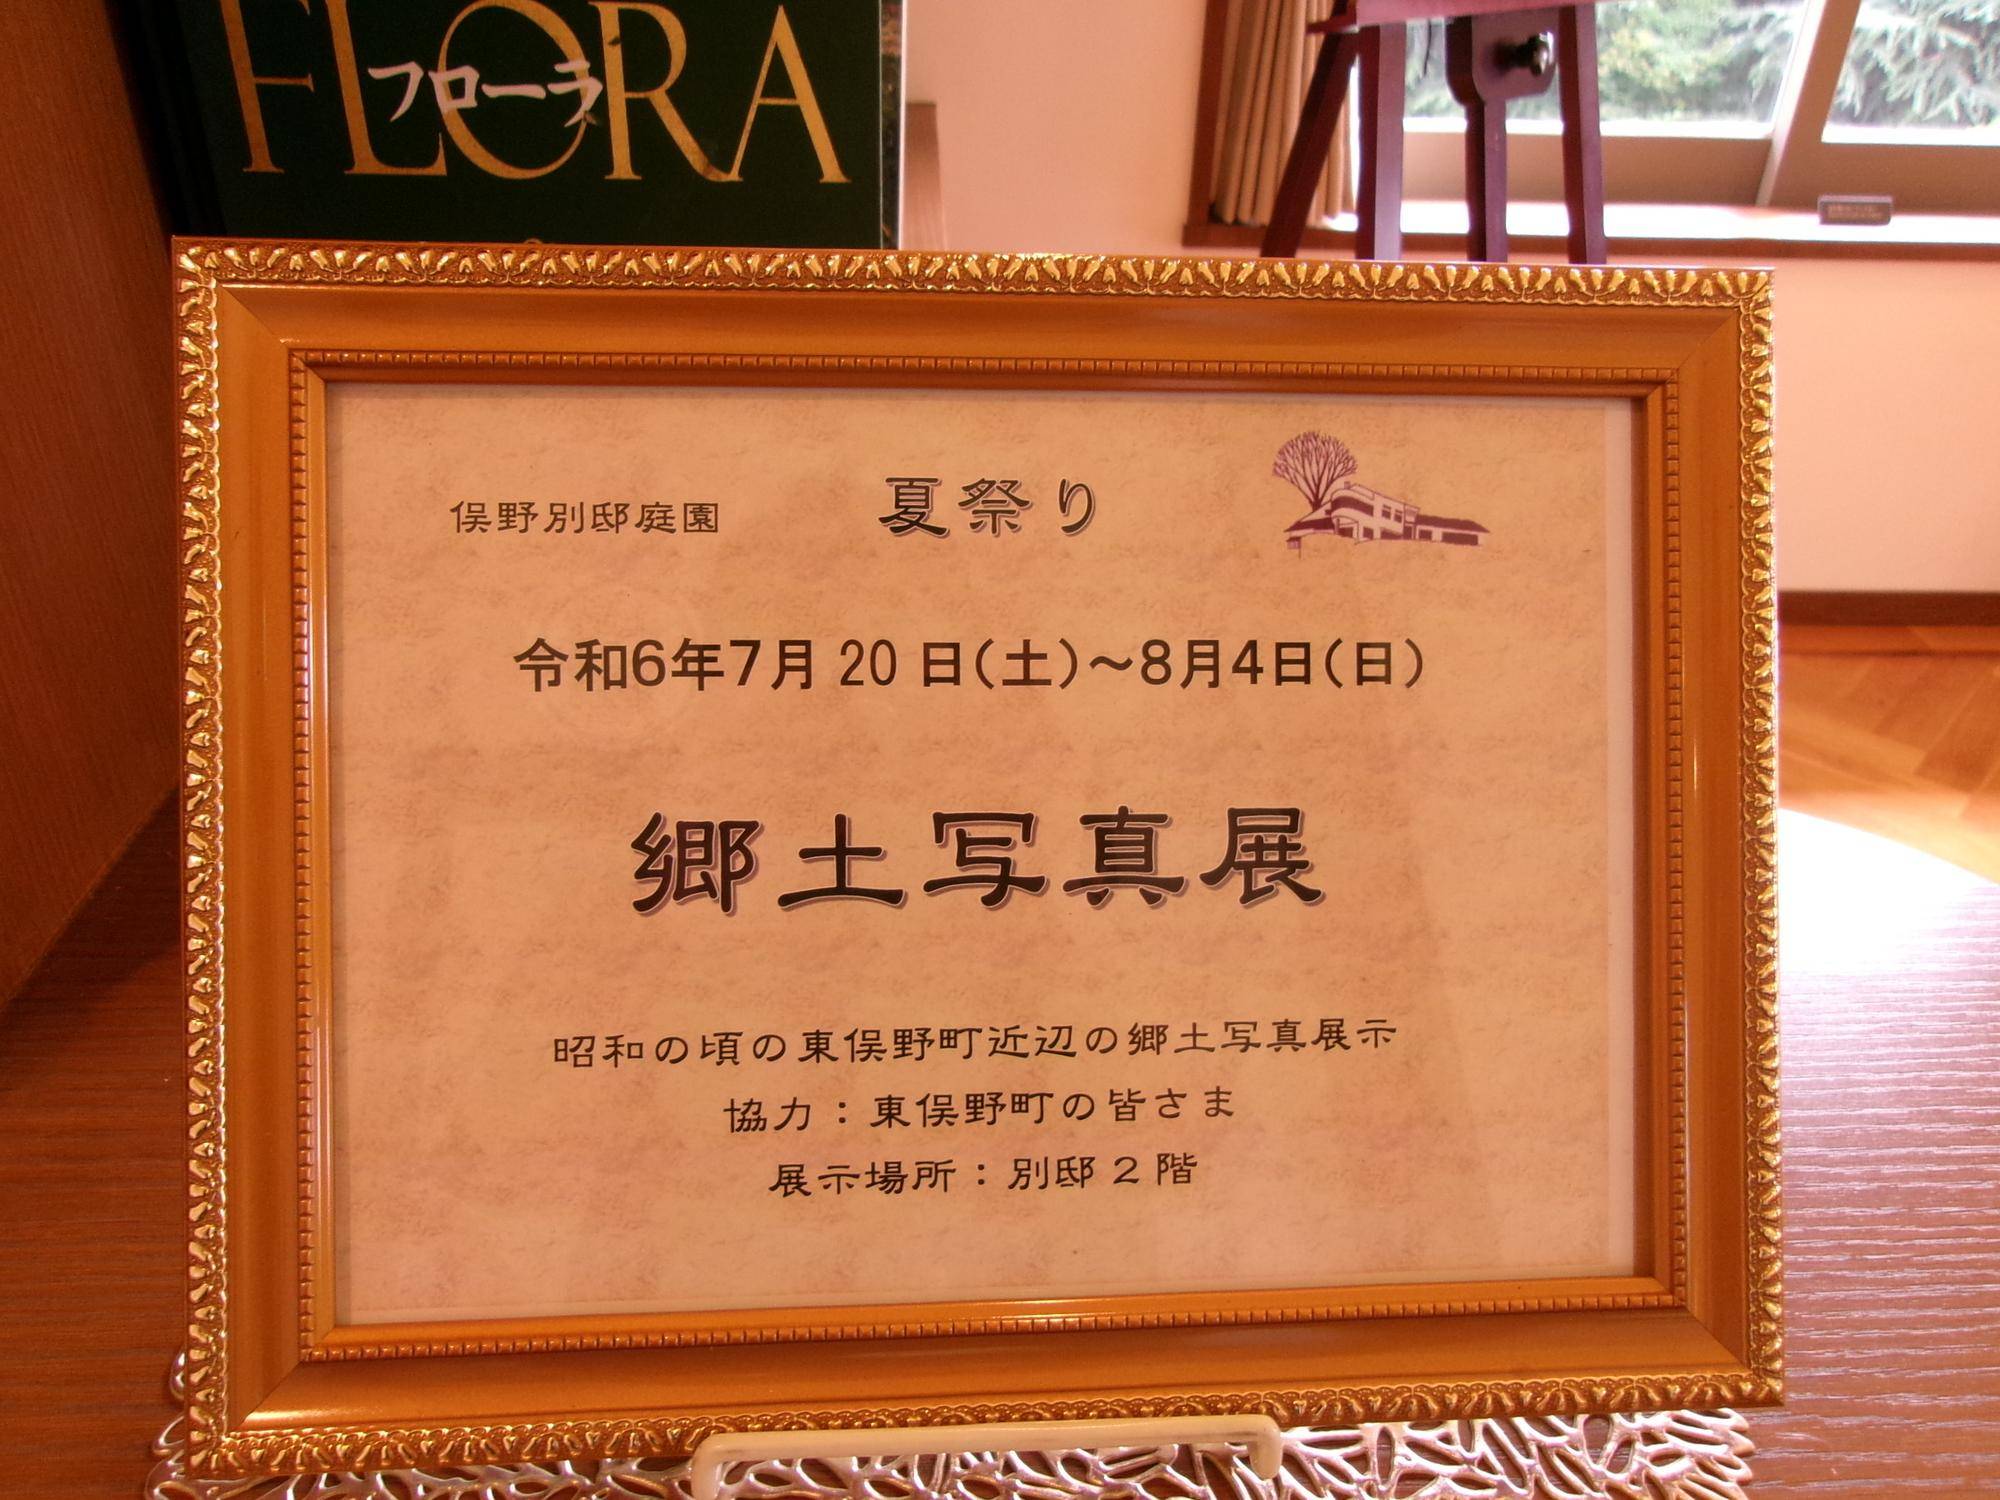 FLORA
フローラ
俣野別邸庭園 夏祭り
令和6年7月20日(土)～8月4日(日)
郷土写真展
昭和の頃の東俣野町近辺の郷土写真展示
協力：東俣野町の皆さま
展示場所：別邸2階